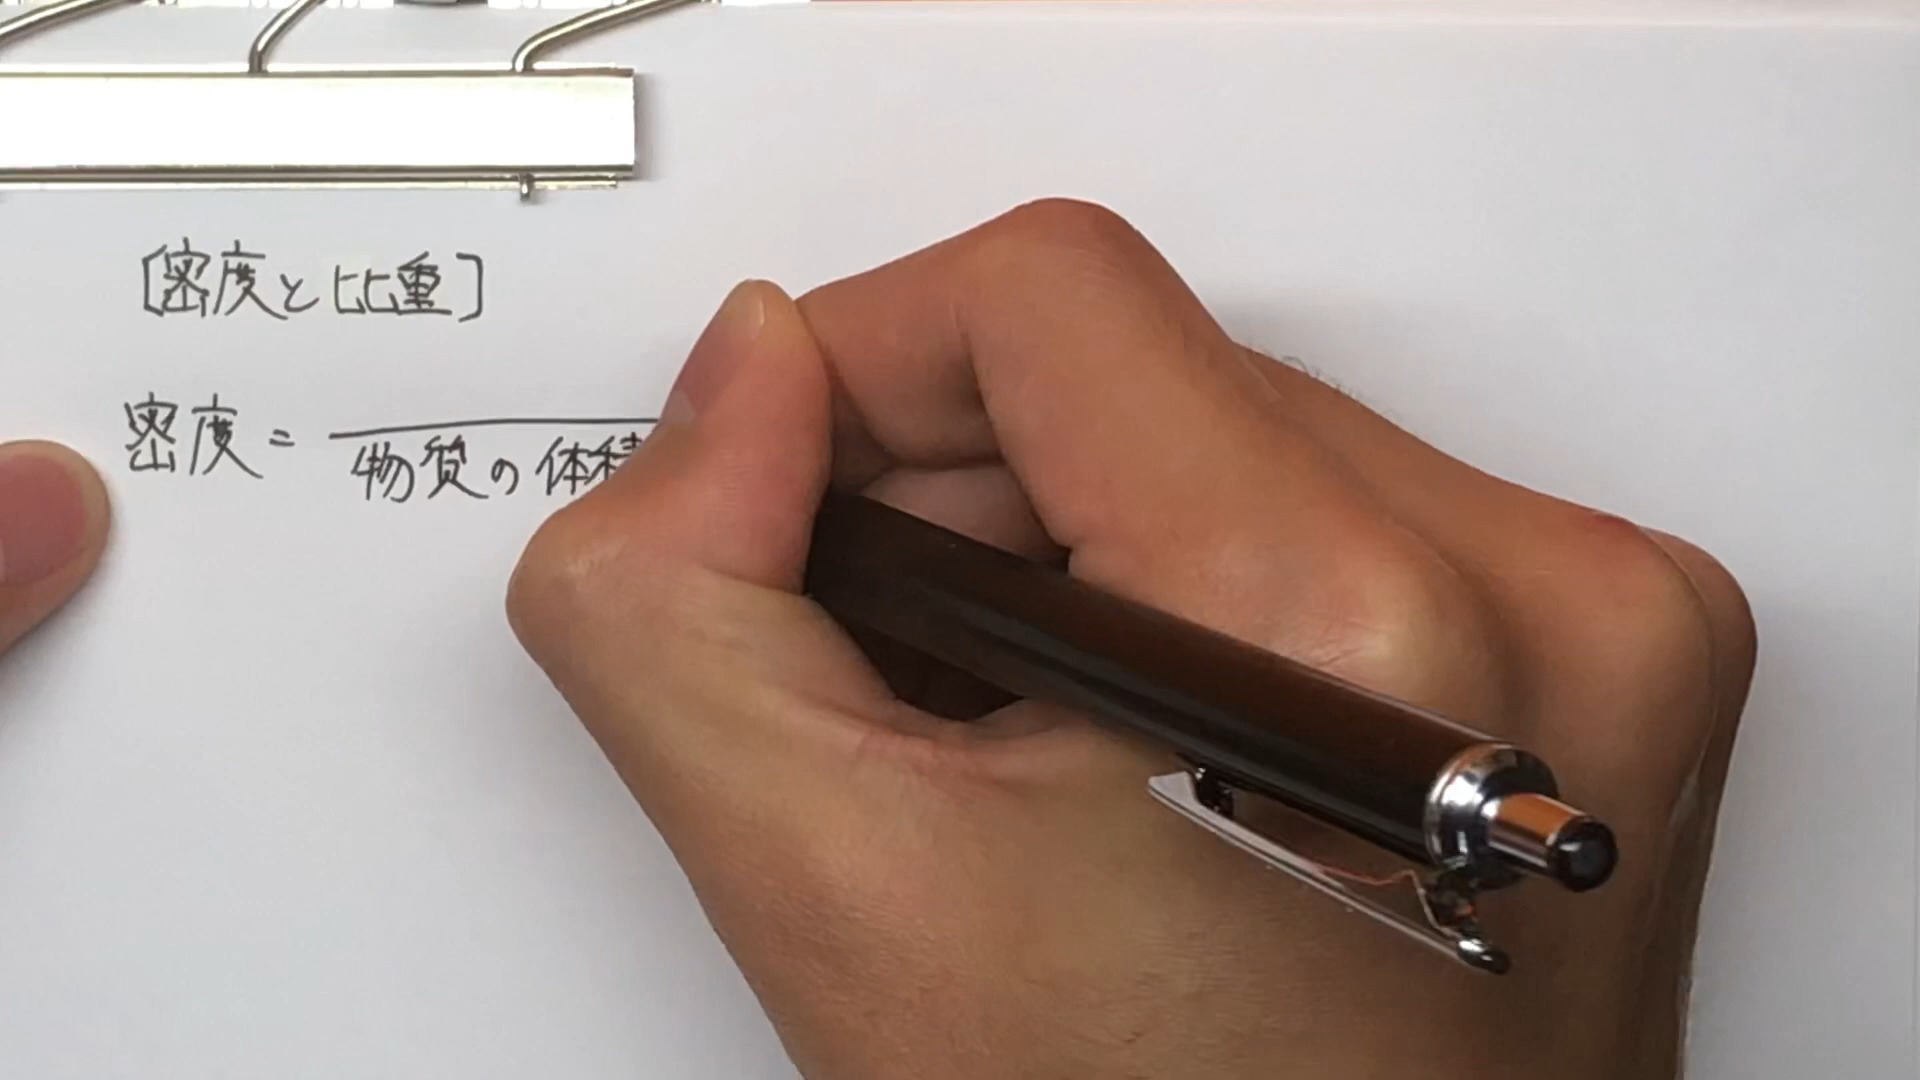 [密度と比重]
密度 =
物質の体積